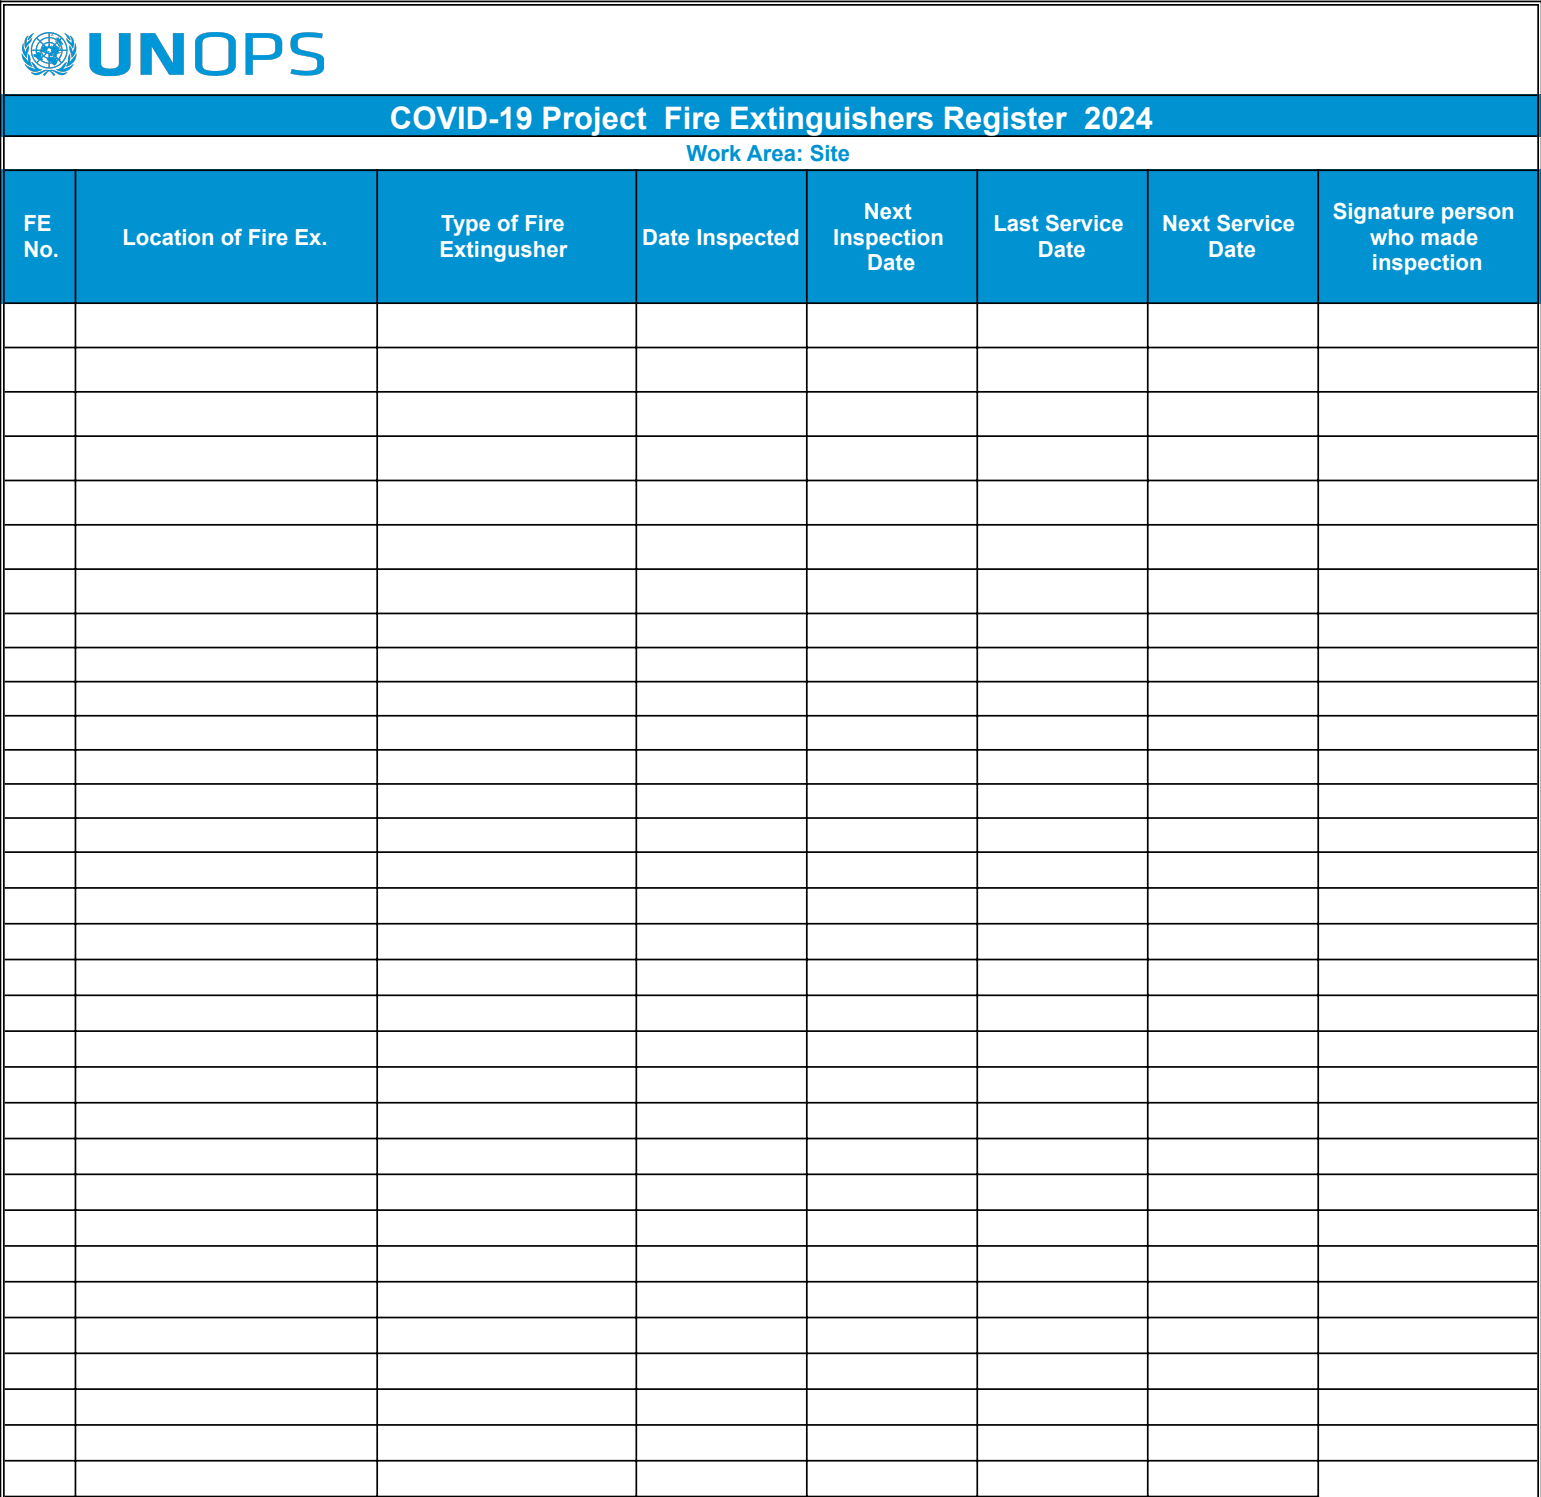 UNOPS
COVID-19 Project  Fire Extinguishers Register  2024
Work Area: Site
FE
No.
Location of Fire Ex.
Type of Fire
Extingusher
Date Inspected
Next
Inspection
Date
Last Service
Date
Next Service
Date
Signature person
who made
inspection